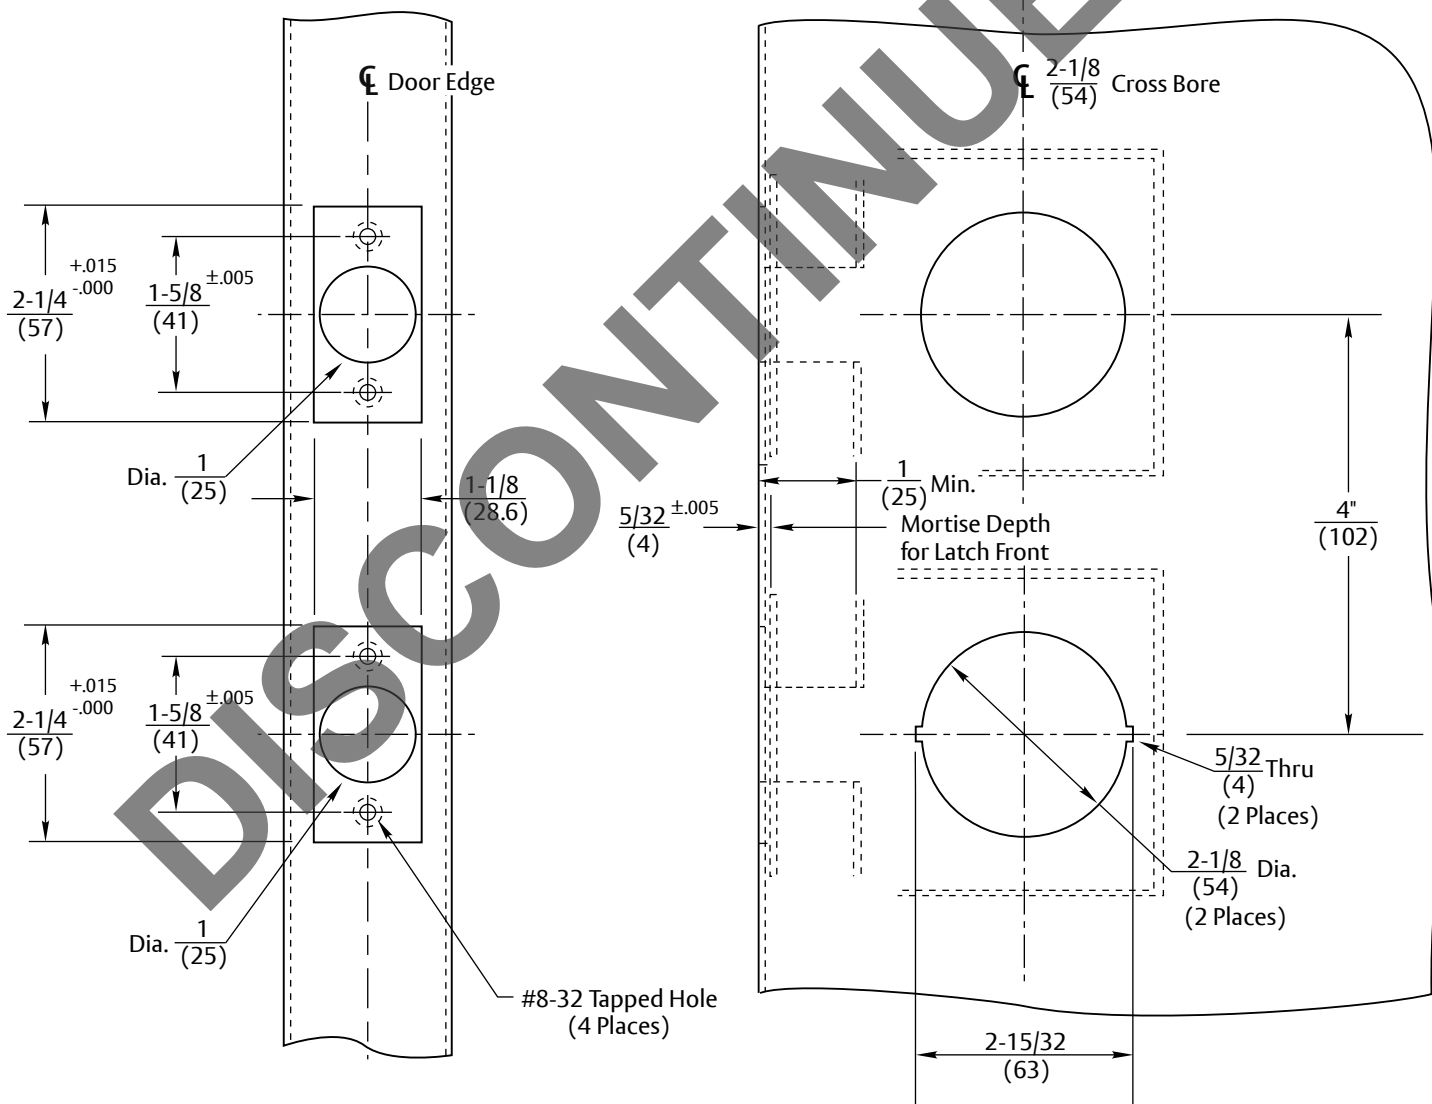 ℄ Door Edge
℄ 2-1/8 (54) Cross Bore
+.015
-.000
2-1/4
(57)
±.005
1-5/8
(41)
Dia. 1
(25)
1-1/8
(28.6)
5/32 ±.005
(4)
1 Min.
(25)
Mortise Depth
for Latch Front
4"
(102)
+.015
-.000
2-1/4
(57)
±.005
1-5/8
(41)
5/32 Thru
(4)
(2 Places)
2-1/8 Dia.
(54)
(2 Places)
Dia. 1
(25)
#8-32 Tapped Hole
(4 Places)
2-15/32
(63)
DISCONTINUE